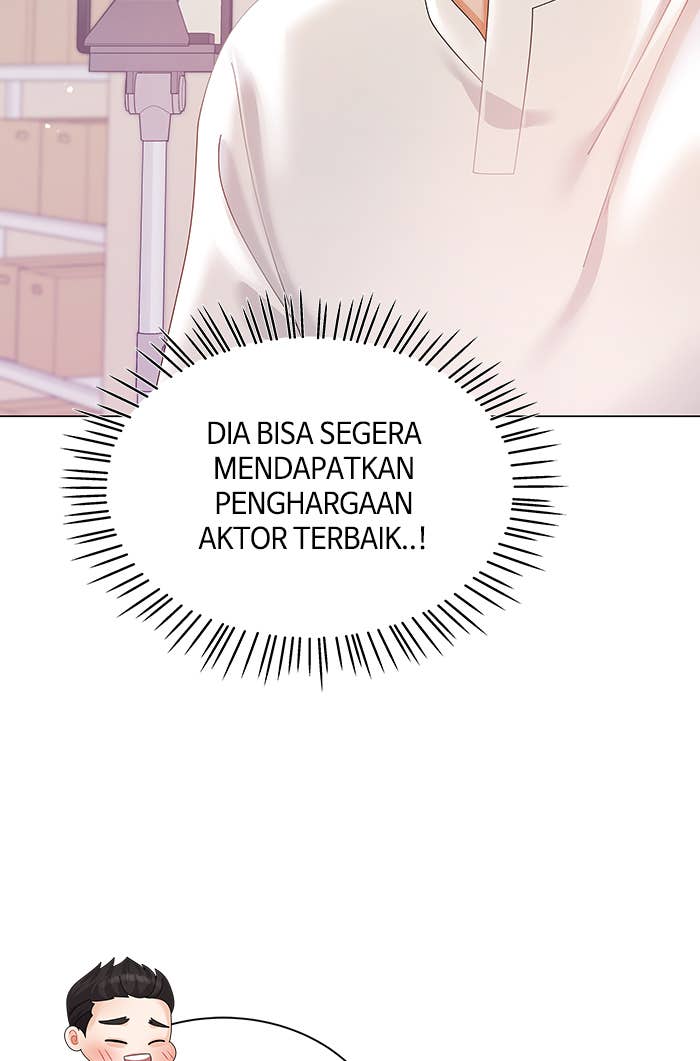 DIA BISA SEGERA
MENDAPATKAN
PENGHARGAAN
AKTOR TERBAIK..!